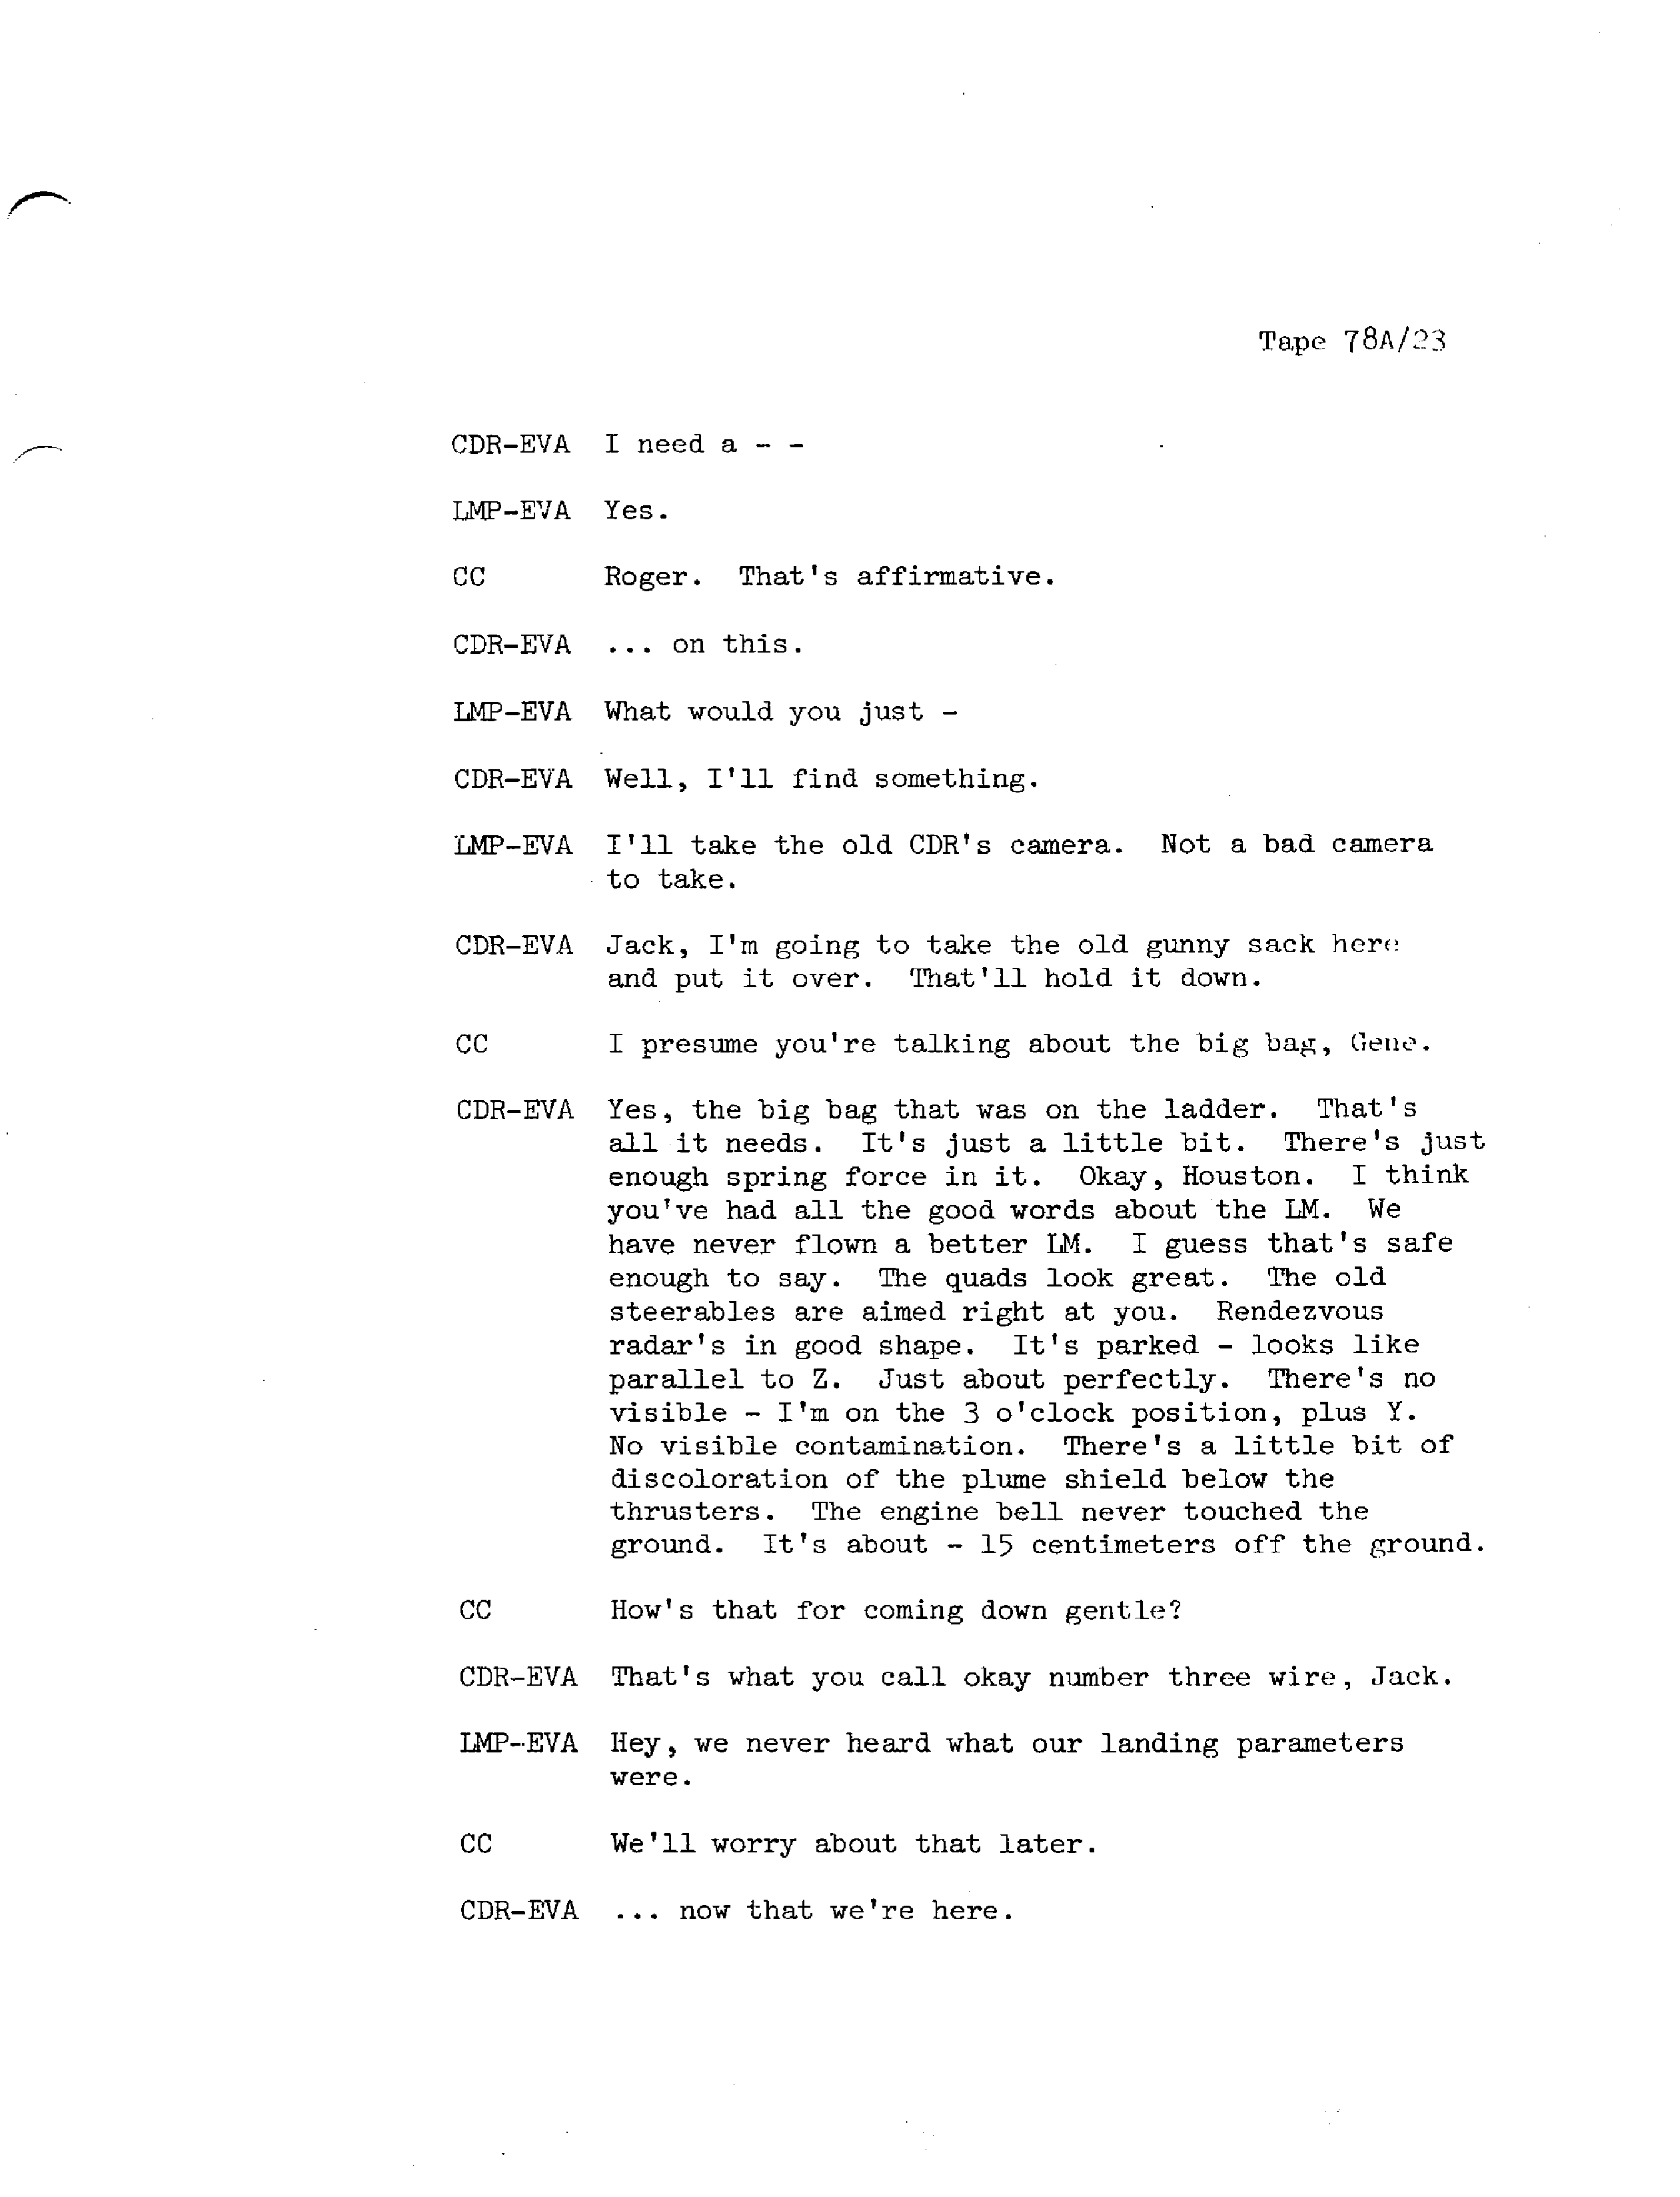 Tape 78A/23
CDR-EVA I need a - -
LMP-EVA Yes.
CC Roger. That's affirmative.
CDR-EVA ... on this.
LMP-EVA What would you just -
CDR-EVA Well, I'll find something.
LMP-EVA I'll take the old CDR's camera. Not a bad camera
to take.
CDR-EVA Jack, I'm going to take the old gunny sack here
and put it over. That'll hold it down.
CC I presume you're talking about the big bag, Gene.
CDR-EVA Yes, the big bag that was on the ladder. That's
all it needs. It's just a little bit. There's just
enough spring force in it. Okay, Houston. I think
you've had all the good words about the LM. We
have never flown a better LM. I guess that's safe
enough to say. The quads look great. The old
steerables are aimed right at you. Rendezvous
radar's in good shape. It's parked - looks like
parallel to Z. Just about perfectly. There's no
visible - I'm on the 3 o'clock position, plus Y.
No visible contamination. There's a little bit of
discoloration of the plume shield below the
thrusters. The engine bell never touched the
ground. It's about - 15 centimeters off the ground.
CC How's that for coming down gentle?
CDR-EVA That's what you call okay number three wire, Jack.
LMP-EVA Hey, we never heard what our landing parameters
were.
CC We'll worry about that later.
CDR-EVA ... now that we're here.